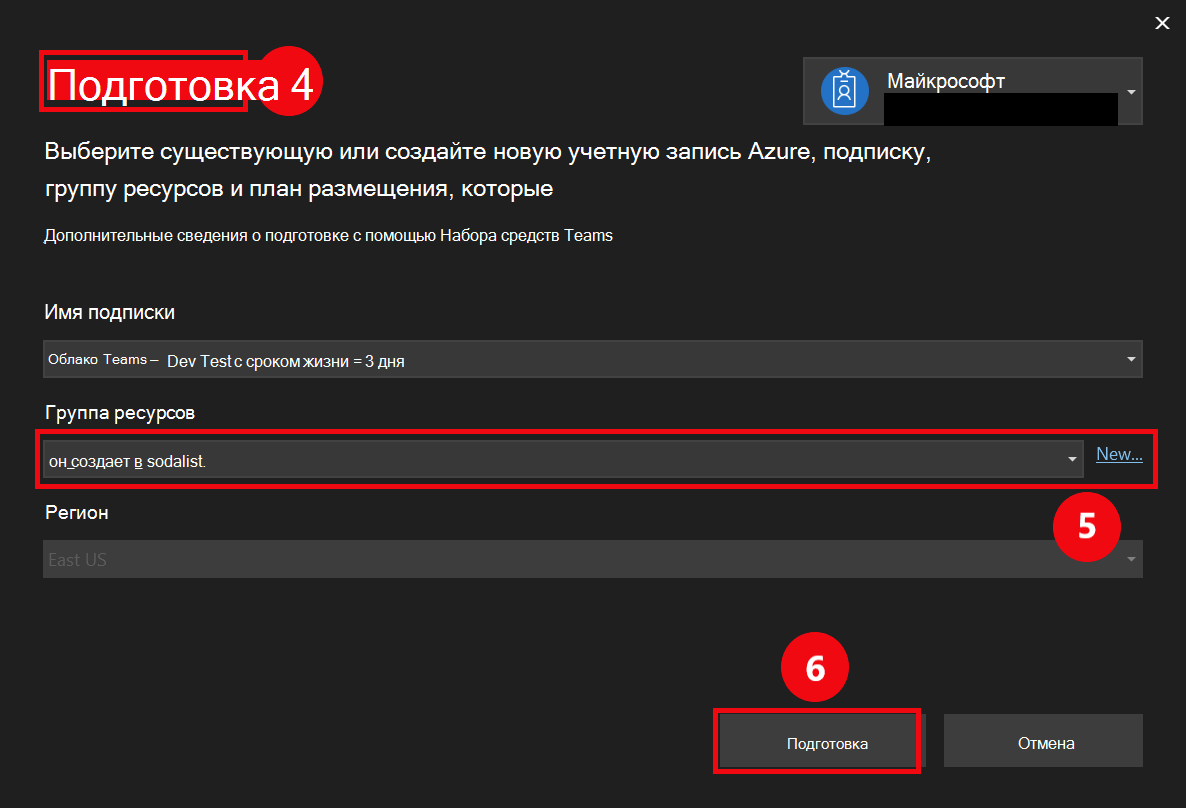 Подготовка 4
Майкрософт
Выберите существующую или создайте новую учетную запись Azure, подписку,
группу ресурсов и план размещения, которые
Дополнительные сведения о подготовке с помощью Набора средств Teams
Имя подписки
Облако Teams – Dev Test с сроком жизни = 3 дня
Группа ресурсов
он_создает в sodalist.
New...
Регион
5
East US
6
Подготовка
Отмена